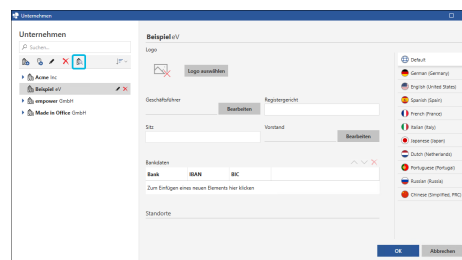 Unternehmen
Unternehmen
Suchen...
Acme Inc
Beispiel eV
empower GmbH
Made in Office GmbH
Beispiel eV
Logo
Logo auswählen
Geschäftsführer
Bearbeiten
Registergericht
Sitz
Vorstand
Bearbeiten
Bankdaten
Bank IBAN BIC
Zum Einfügen eines neuen Elements hier klicken
Standorte
Default
German (Germany)
English (United States)
Spanish (Spain)
French (France)
Italian (Italy)
Japanese (Japan)
Dutch (Netherlands)
Portuguese (Portugal)
Russian (Russia)
Chinese (Simplified, PRC)
OK Abbrechen